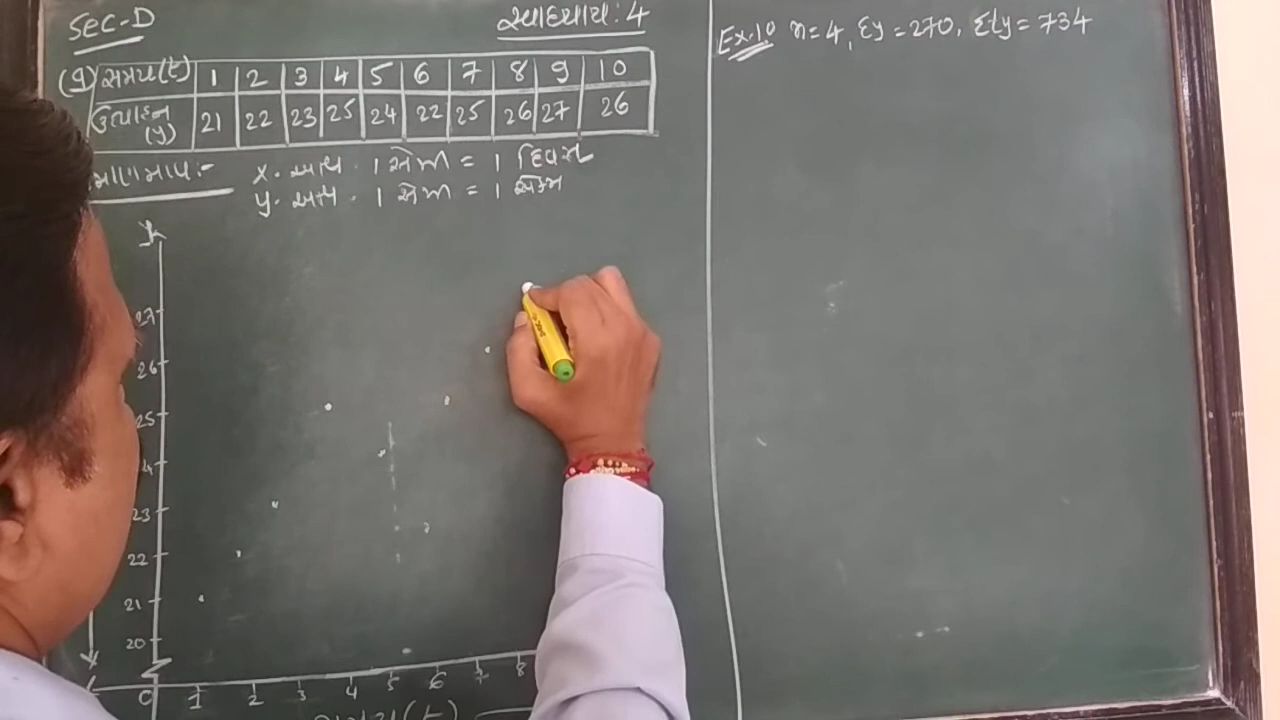 SEC-D
સ્વાધ્યાય: 4
(9) સમય(t) 1 2 3 4 5 6 7 8 9 10
ઉત્પાદન (y) 21 22 23 25 24 22 25 26 27 26
પ્રમાણમાપ:-
x. અક્ષ . 1 સેમી = 1 દિવસ
y. અક્ષ . 1 સેમી = 1 એકમ
y
27
26
25
24
23
22
21
20
0 1 2 3 4 5 6 7 8
સમય(t)
Ex.10 n=4, Σy = 270, Σty = 734